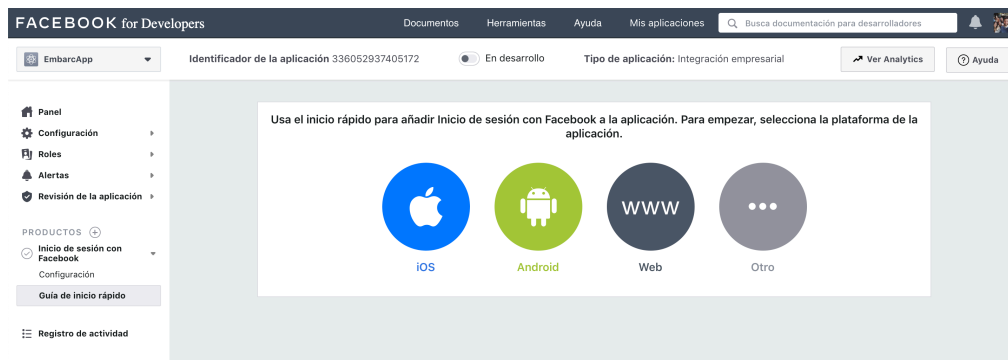 FACEBOOK for Developers
Documentos Herramientas Ayuda Mis aplicaciones Busca documentación para desarrolladores
EmbarcApp
Identificador de la aplicación 336052937405172 En desarrollo Tipo de aplicación: Integración empresarial Ver Analytics Ayuda
Panel
Configuración
Roles
Alertas
Revisión de la aplicación
PRODUCTOS
Inicio de sesión con
Facebook
Configuración
Guía de inicio rápido
Registro de actividad
Usa el inicio rápido para añadir Inicio de sesión con Facebook a la aplicación. Para empezar, selecciona la plataforma de la
aplicación.
www
iOS Android Web Otro